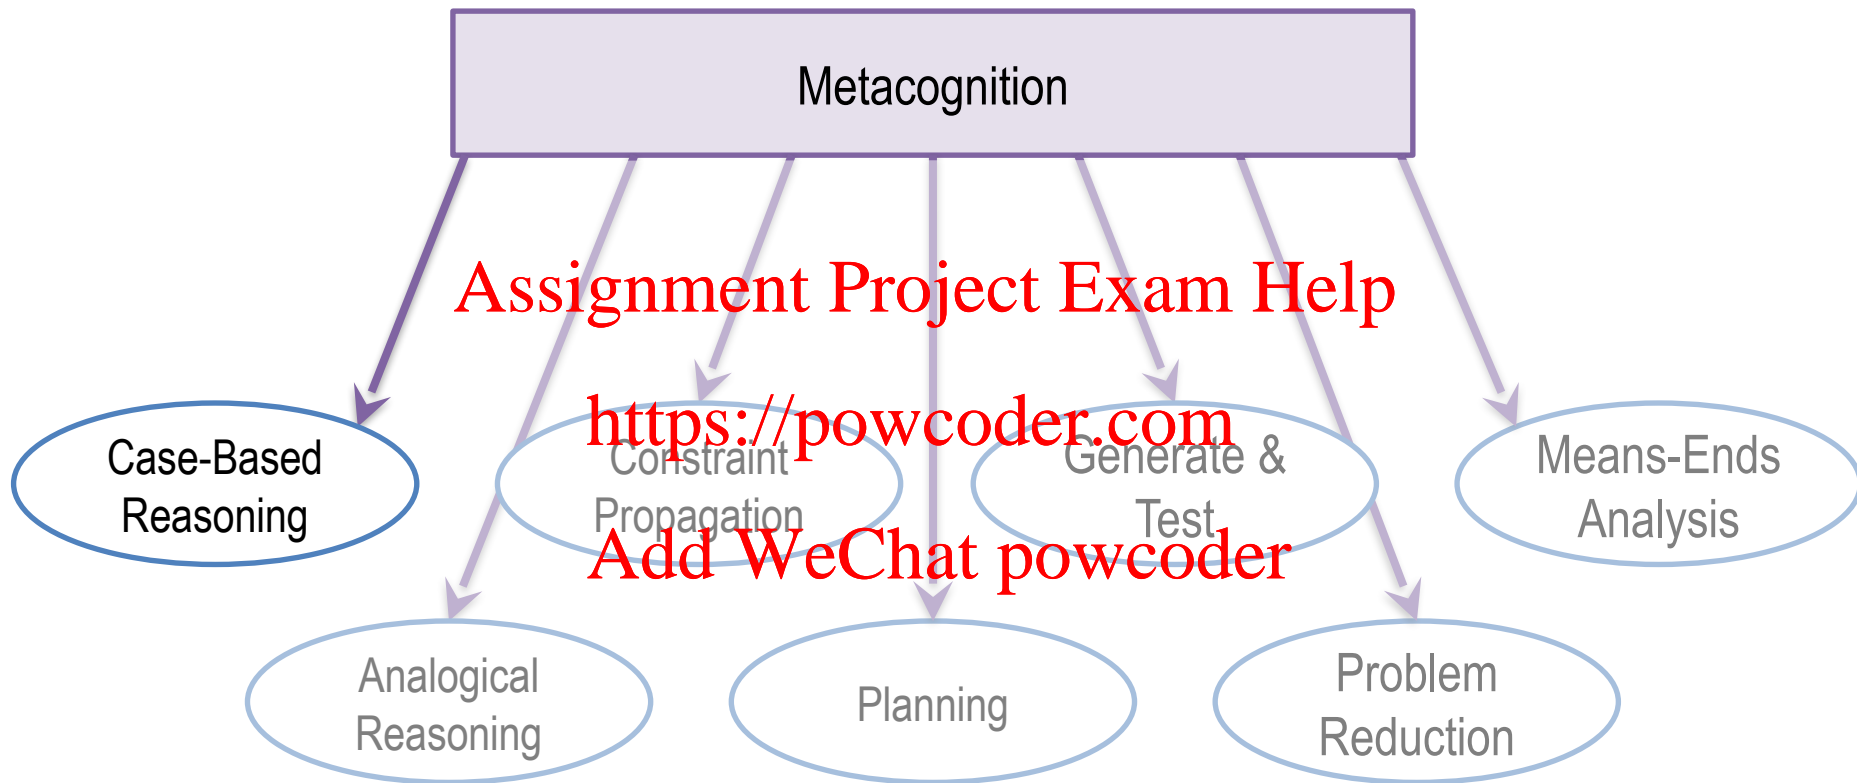 Metacognition
Assignment Project Exam Help
https://powcoder.com
Case-Based
Reasoning
Constraint
Propagation
Generate &
Test
Means-Ends
Analysis
Add WeChat powcoder
Analogical
Reasoning
Planning
Problem
Reduction